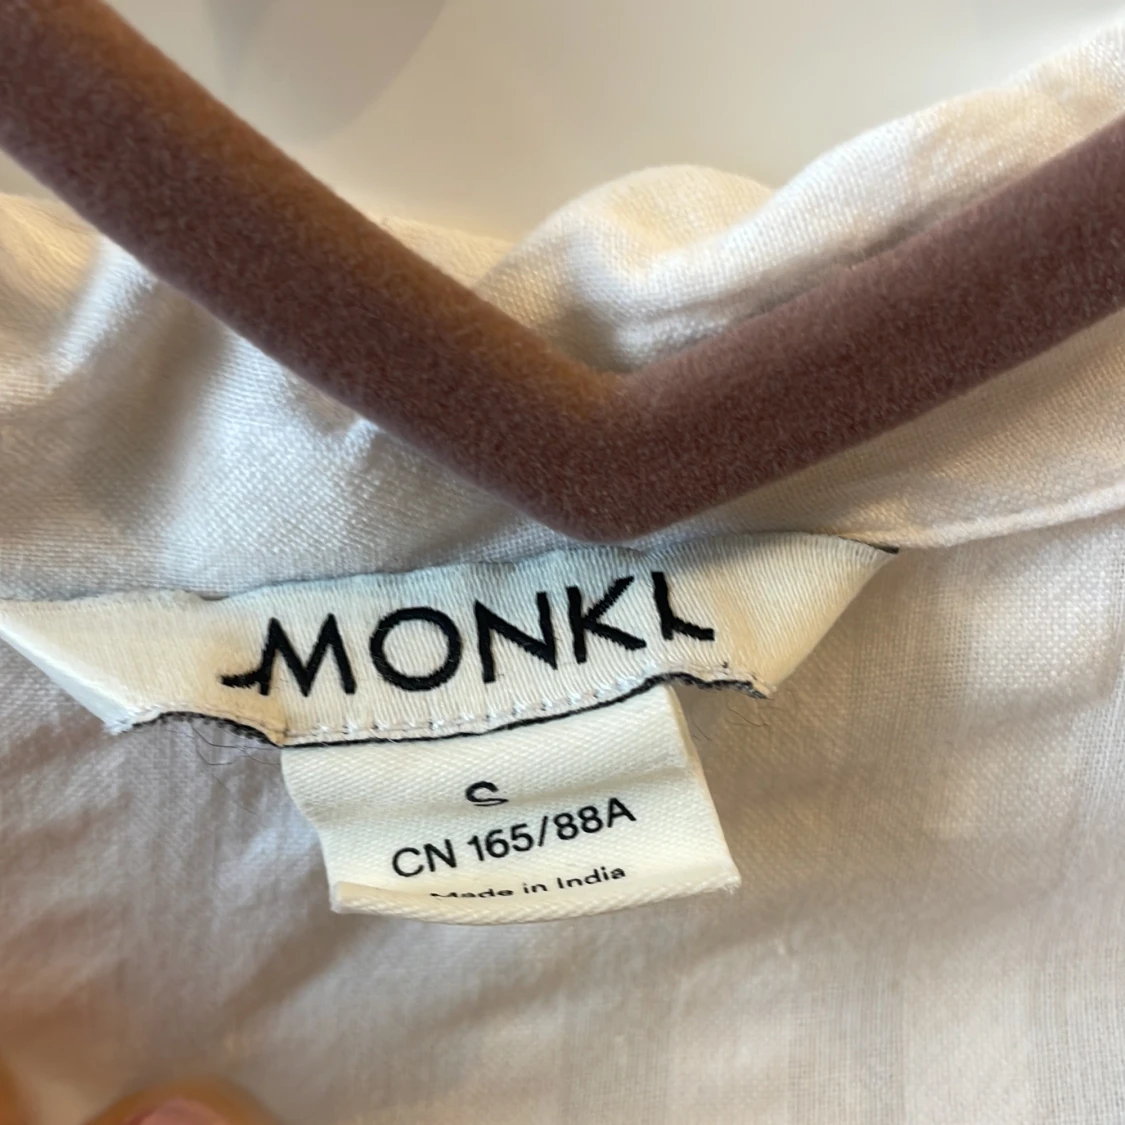 MONKI
S
CN 165/88A
Made in India